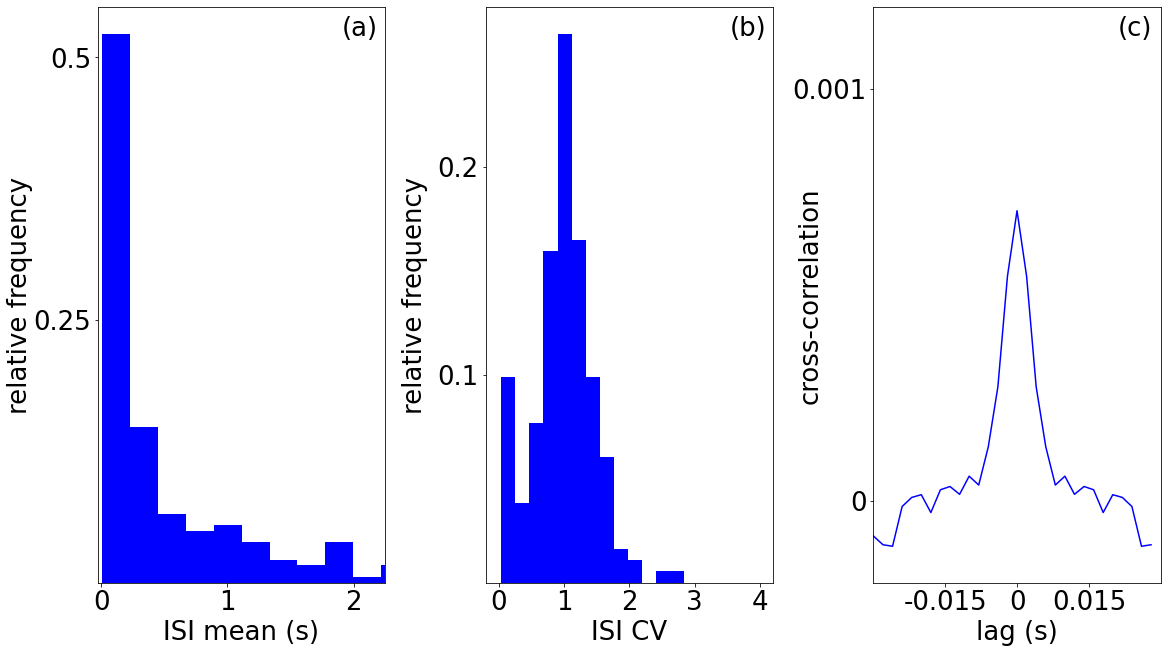 (a)
0.5
0.25
relative frequency
0 1 2
ISI mean (s)
(b)
0.2
0.1
relative frequency
0 1 2 3 4
ISI CV
(c)
0.001
0
cross-correlation
-0.015 0 0.015
lag (s)